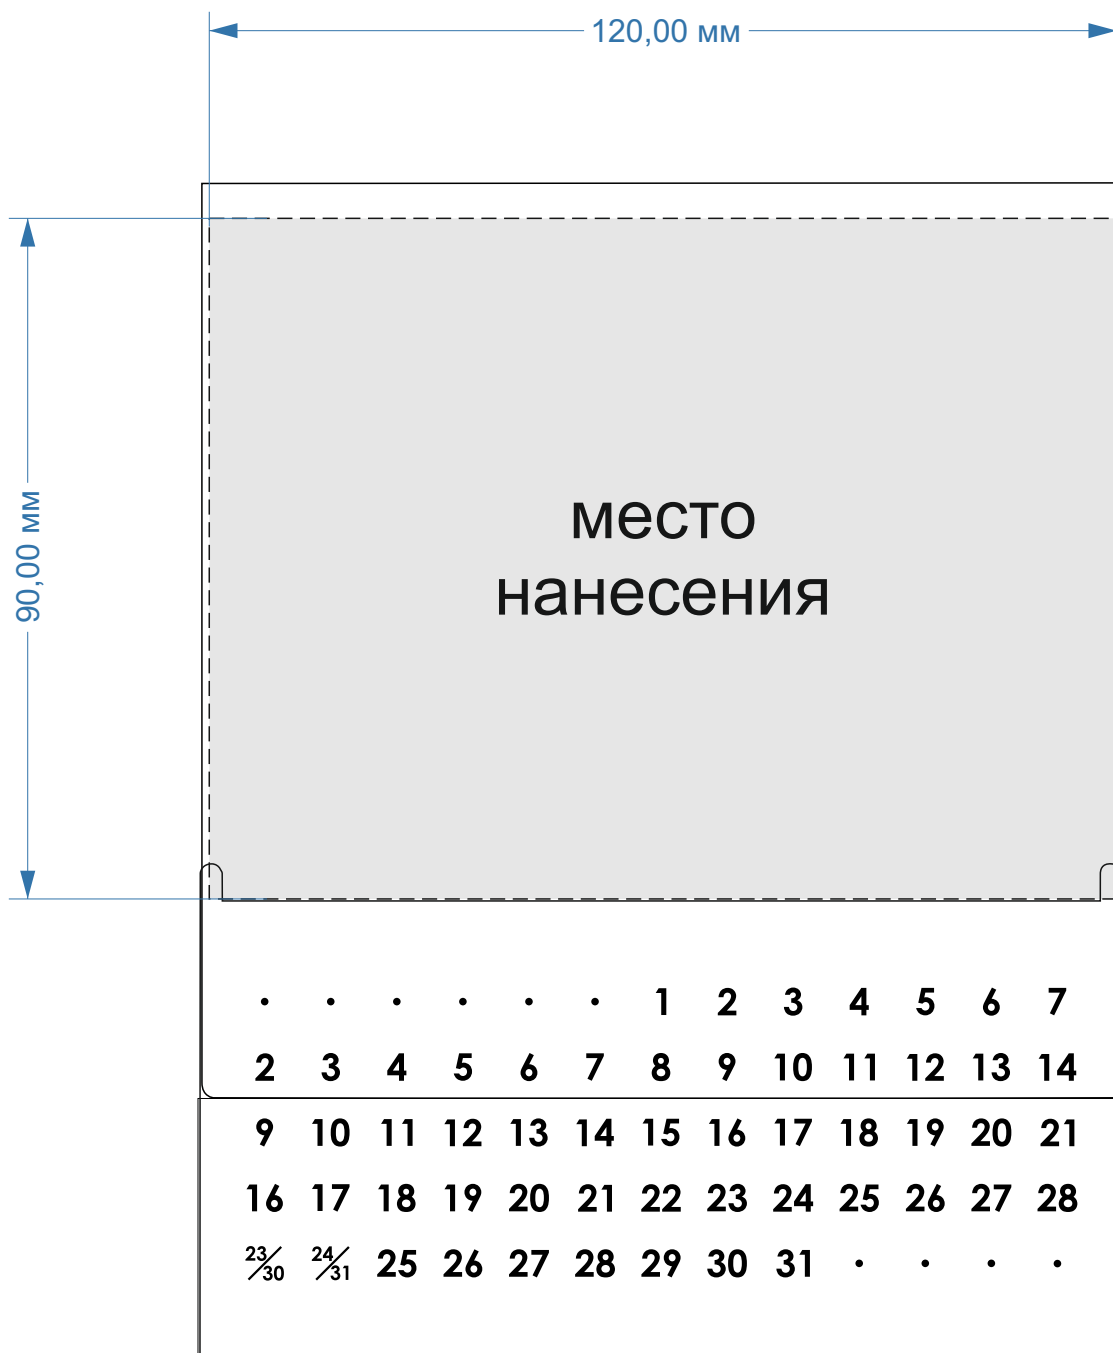 120,00 мм
90,00 мм
место
нанесения
· · · · · · 1 2 3 4 5 6 7
2 3 4 5 6 7 8 9 10 11 12 13 14
9 10 11 12 13 14 15 16 17 18 19 20 21
16 17 18 19 20 21 22 23 24 25 26 27 28
23/30 24/31 25 26 27 28 29 30 31 · · · ·